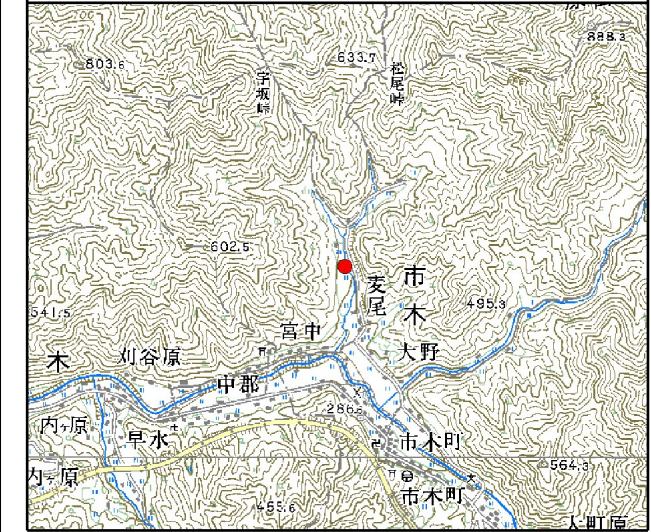 888.3
803.6
633.7
字坂峠
松尾峠
602.5
541.5
麦尾
市木
495.3
宮中
大野
木
刈谷原
中郡
286
内ヶ原
早水
市木町
内ヶ原
564.3
市木町
455.6
大町原